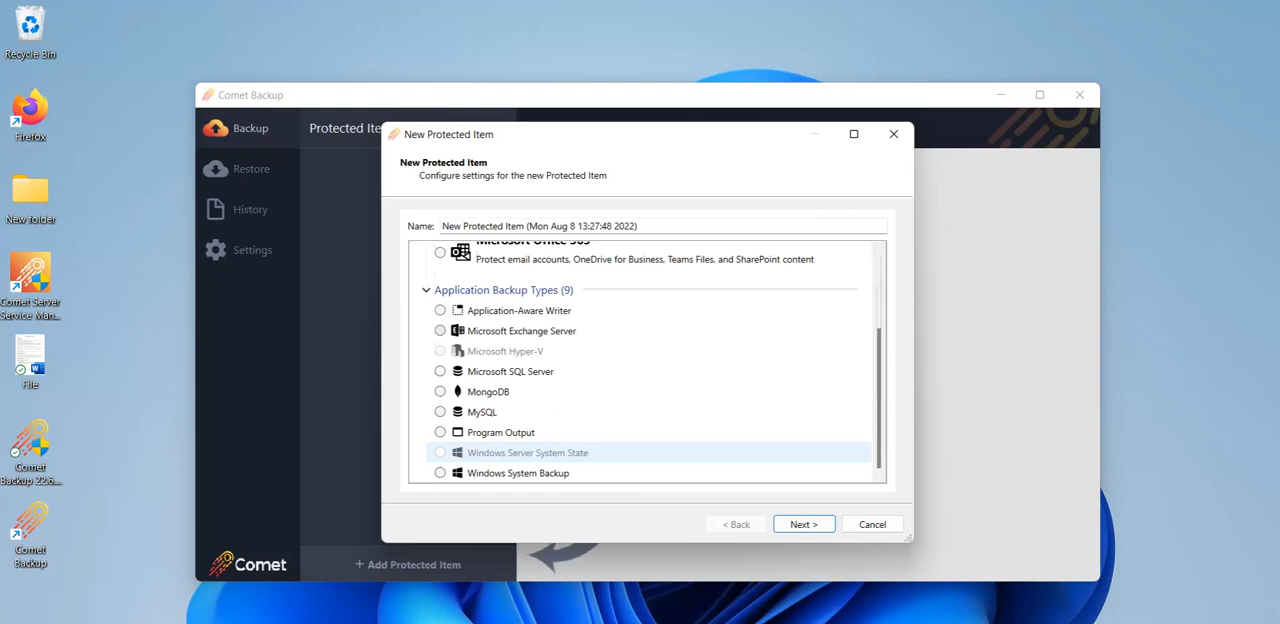 Recycle Bin
Firefox
New folder
Comet Server
Service Man...
File
Comet
Backup 22.6....
Comet
Backup
Comet Backup
Backup
Restore
History
Settings
Comet
Protected Ite
+ Add Protected Item
New Protected Item
New Protected Item
Configure settings for the new Protected Item
Name: New Protected Item (Mon Aug 8 13:27:48 2022)
Microsoft Office 365
Protect email accounts, OneDrive for Business, Teams Files, and SharePoint content
Application Backup Types (9)
Application-Aware Writer
Microsoft Exchange Server
Microsoft Hyper-V
Microsoft SQL Server
MongoDB
MySQL
Program Output
Windows Server System State
Windows System Backup
< Back
Next >
Cancel